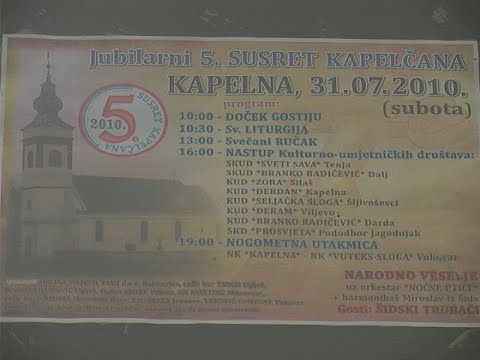 Jubilarni 5. SUSRET KAPELČANA
KAPELNA, 31.07.2010.
(subota)
program:
10:00 - DOČEK GOSTIJU
10:30 - Sv. LITURGIJA
13:00 - Svečani RUČAK
16:00 - NASTUP Kulturno-umjetničkih društava:
SKUD *SVETI SAVA* Tenja
SKUD *BRANKO RADIČEVIĆ* Dalj
KUD *ZORA* Silaš
KUD *ĐERDAN* Kapelna
KUD *SELJAČKA SLOGA* Šljivoševci
KUD *ĐERAM* Viljevo
KUD *BRANKO RADIČEVIĆ* Darda
SKD *PROSVJETA* Pododbor Jagodnjak
19:00 - NOGOMETNA UTAKMICA
NK *KAPELNA* - NK *VUTEKS-SLOGA* Vukovar
NARODNO VESELJE
uz orkestar *NOĆNE PTICE*
+ harmonikaš Miroslav iz Šida
Gosti: ŠIDSKI TRUBAČI
SUSRET KAPELČANA
5.
2010.